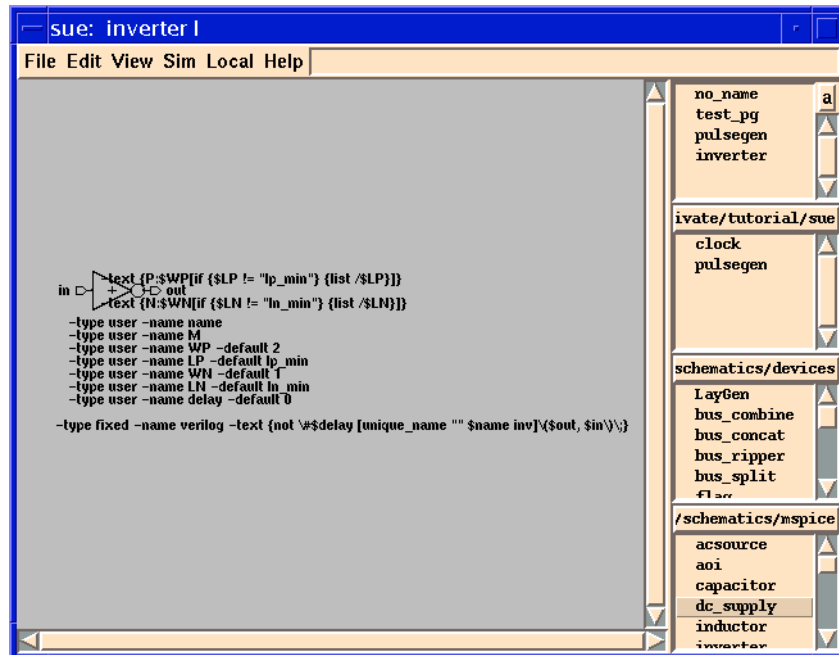 sue: inverter I
File Edit View Sim Local Help
-text {P:$WP[if {$LP != "lp_min"} {list /$LP}]}
in out
-text {N:$WN[if {$LN != "ln_min"} {list /$LN}]}
-type user -name name
-type user -name M
-type user -name WP -default 2
-type user -name LP -default lp_min
-type user -name WN -default 1
-type user -name LN -default ln_min
-type user -name delay -default 0
-type fixed -name verilog -text {not \#$delay [unique_name "" $name inv]\($out, $in\)\;}
no_name a
test_pg
pulsegen
inverter
ivate/tutorial/sue
clock
pulsegen
schematics/devices
LayGen
bus_combine
bus_concat
bus_ripper
bus_split
flag
/schematics/mspice
acsource
aoi
capacitor
dc_supply
inductor
inverter